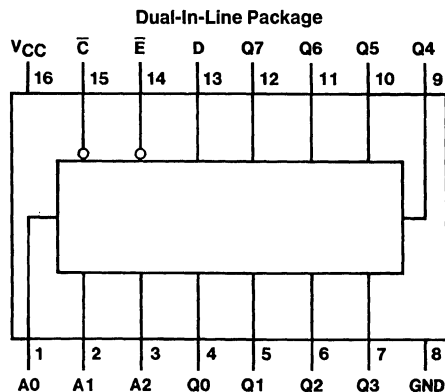 Dual-In-Line Package
VCC C̅ E̅ D Q7 Q6 Q5 Q4
16 15 14 13 12 11 10 9
1 2 3 4 5 6 7 8
A0 A1 A2 Q0 Q1 Q2 Q3 GND